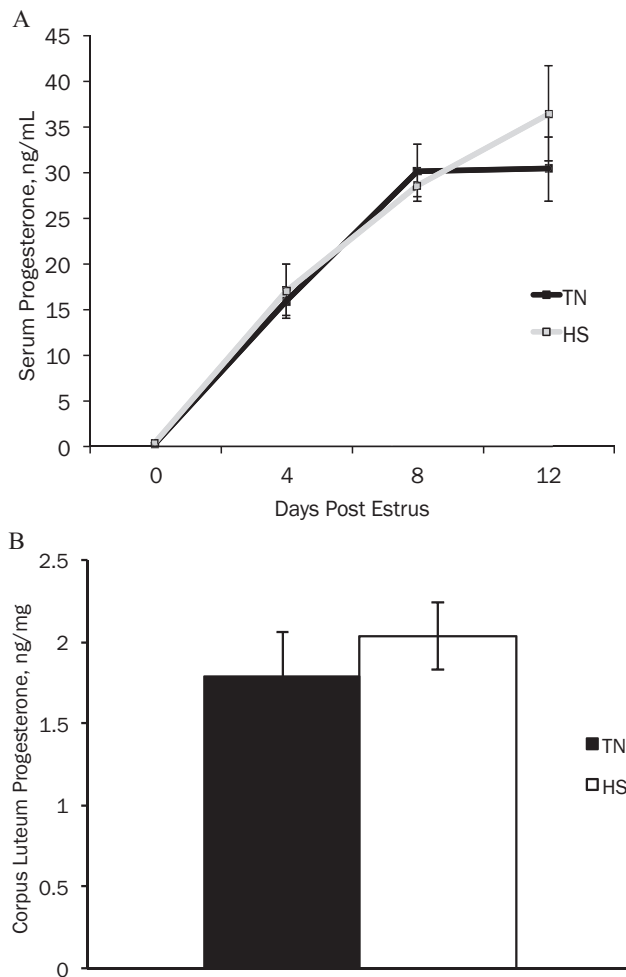 A
45
40
35
30
25
20
15
10
5
0
Serum Progesterone, ng/mL
TN
HS
0 4 8 12
Days Post Estrus
B
2.5
2
1.5
1
0.5
0
Corpus Luteum Progesterone, ng/mg
TN
HS